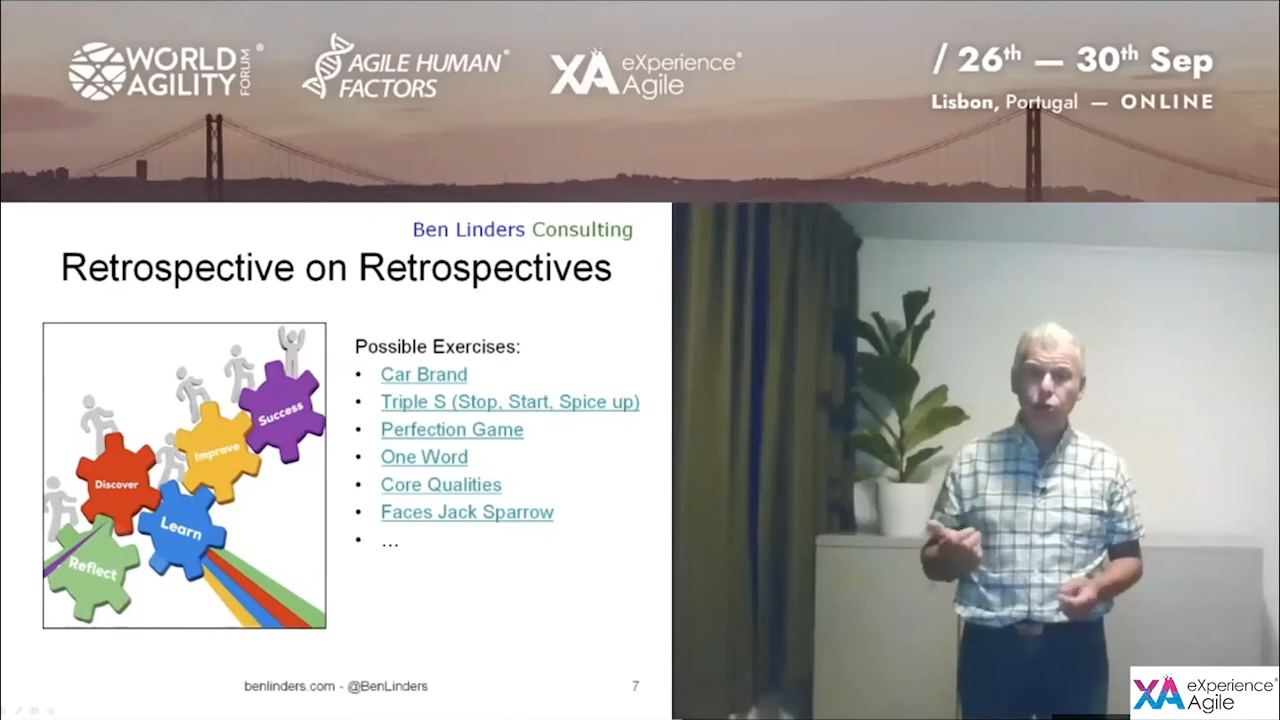 WORLD
AGILITY
FORUM
®
AGILE HUMAN®
FACTORS
XA eXperience®
Agile
/ 26th — 30th Sep
Lisbon, Portugal — ONLINE
Ben Linders Consulting
Retrospective on Retrospectives
Success
Improve
Discover
Learn
Reflect
Possible Exercises:
• Car Brand
• Triple S (Stop, Start, Spice up)
• Perfection Game
• One Word
• Core Qualities
• Faces Jack Sparrow
• ...
benlinders.com - @BenLinders
7
XA eXperience®
Agile